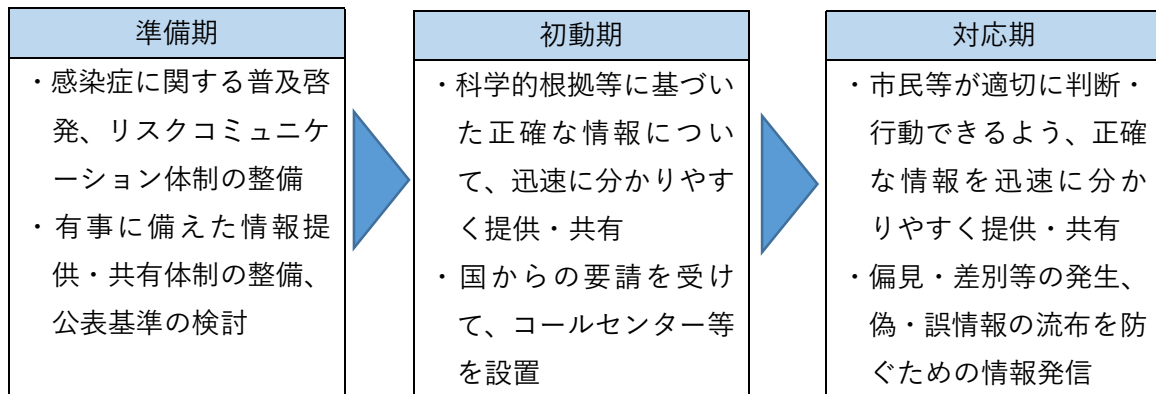 準備期
・感染症に関する普及啓
発、リスクコミュニケ
ーション体制の整備
・有事に備えた情報提
供・共有体制の整備、
公表基準の検討
初動期
・科学的根拠等に基づい
た正確な情報につい
て、迅速に分かりやす
く提供・共有
・国からの要請を受け
て、コールセンター等
を設置
対応期
・市民等が適切に判断・
行動できるよう、正確
な情報を迅速に分か
りやすく提供・共有
・偏見・差別等の発生、
偽・誤情報の流布を防
ぐための情報発信